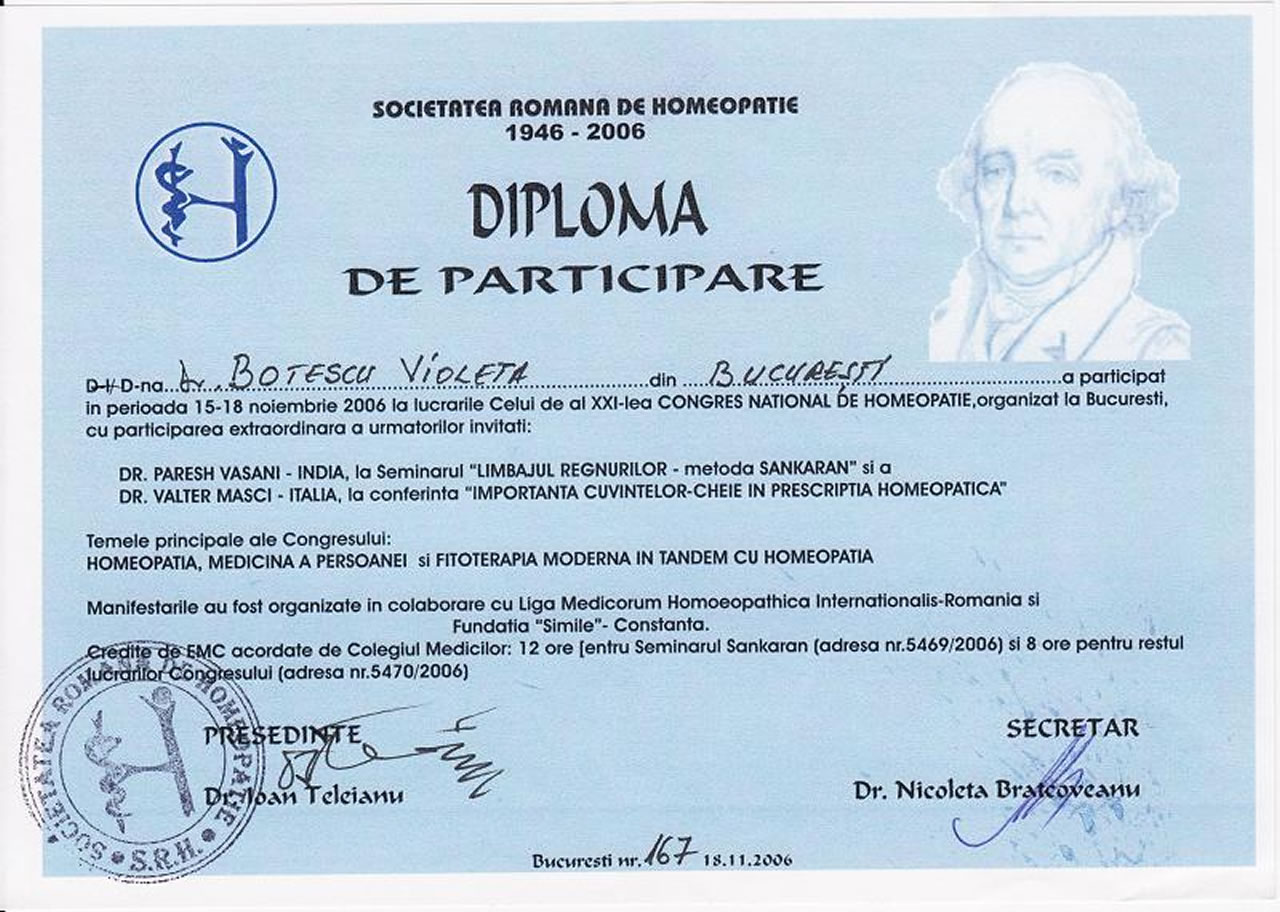 SOCIETATEA ROMANA DE HOMEOPATIE
1946 - 2006
DIPLOMA
DE PARTICIPARE
D-l/D-na..dr...BOTESCU VIOLETA.....din.....BUCUREȘTI.....a participat
in perioada 15-18 noiembrie 2006 la lucrarile Celui de al XXI-lea CONGRES NATIONAL DE HOMEOPATIE,organizat la Bucuresti,
cu participarea extraordinara a urmatorilor invitati:
DR. PARESH VASANI - INDIA, la Seminarul "LIMBAJUL REGNURILOR - metoda SANKARAN" si a
DR. VALTER MASCI - ITALIA, la conferinta "IMPORTANTA CUVINTELOR-CHEIE IN PRESCRIPTIA HOMEOPATICA"
Temele principale ale Congresului:
HOMEOPATIA, MEDICINA A PERSOANEI si FITOTERAPIA MODERNA IN TANDEM CU HOMEOPATIA
Manifestarile au fost organizate in colaborare cu Liga Medicorum Homoeopathica Internationalis-Romania si
Fundatia "Simile"- Constanta.
Credite de EMC acordate de Colegiul Medicilor: 12 ore [entru Seminarul Sankaran (adresa nr.5469/2006) si 8 ore pentru restul
lucrarilor Congresului (adresa nr.5470/2006)
PRESEDINTE
SECRETAR
Dr. Ioan Teleianu
Dr. Nicoleta Bratcoveanu
SOCIETATEA ROMANA DE HOMEOPATIE
S.R.H.
Bucuresti nr. 167 18.11.2006